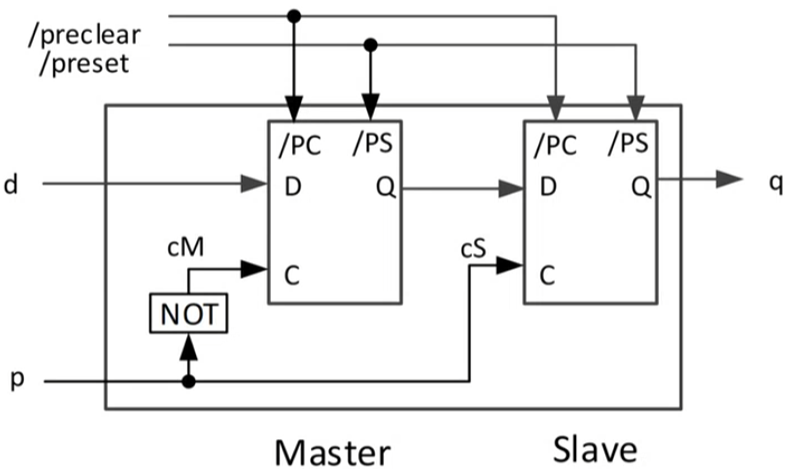 /preclear
/preset
/PC /PS
/PC /PS
d
D Q
D Q
q
cM
cS
C
C
NOT
p
Master
Slave